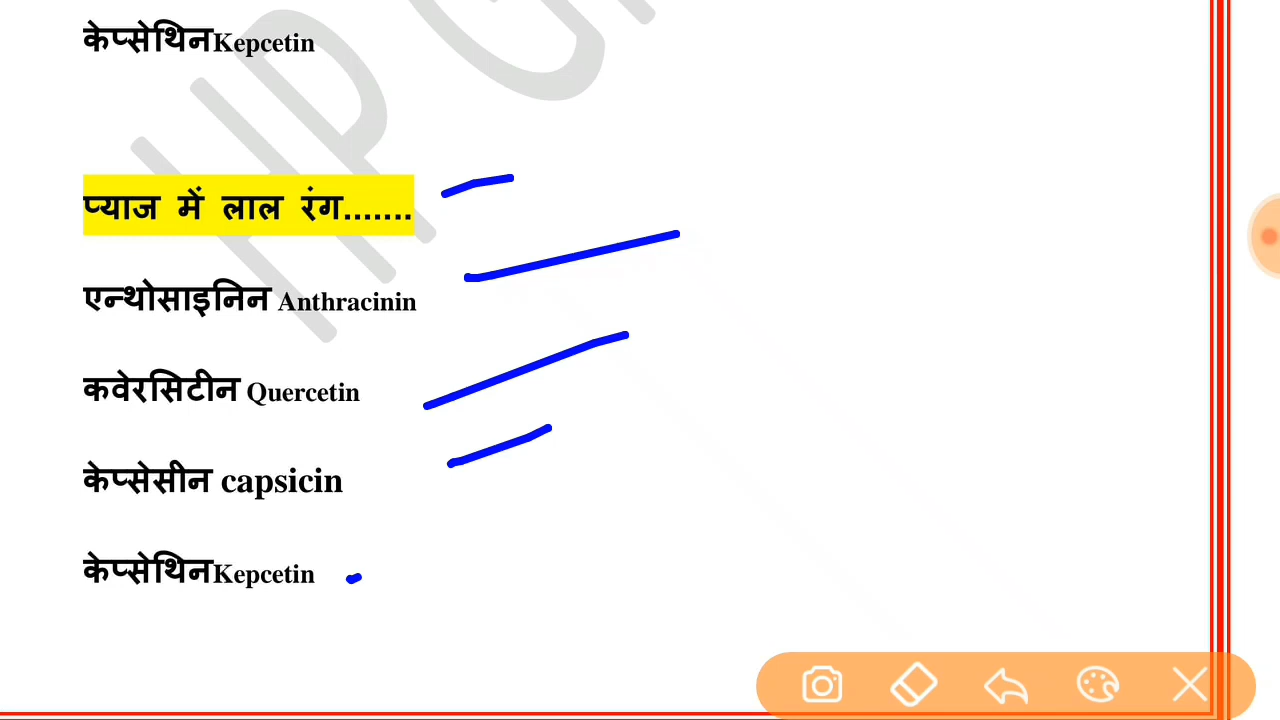 केप्सेथिनKepcetin
प्याज में लाल रंग.......
एन्थोसाइनिन Anthracinin
कवेरसिटीन Quercetin
केप्सेसीन capsicin
केप्सेथिनKepcetin